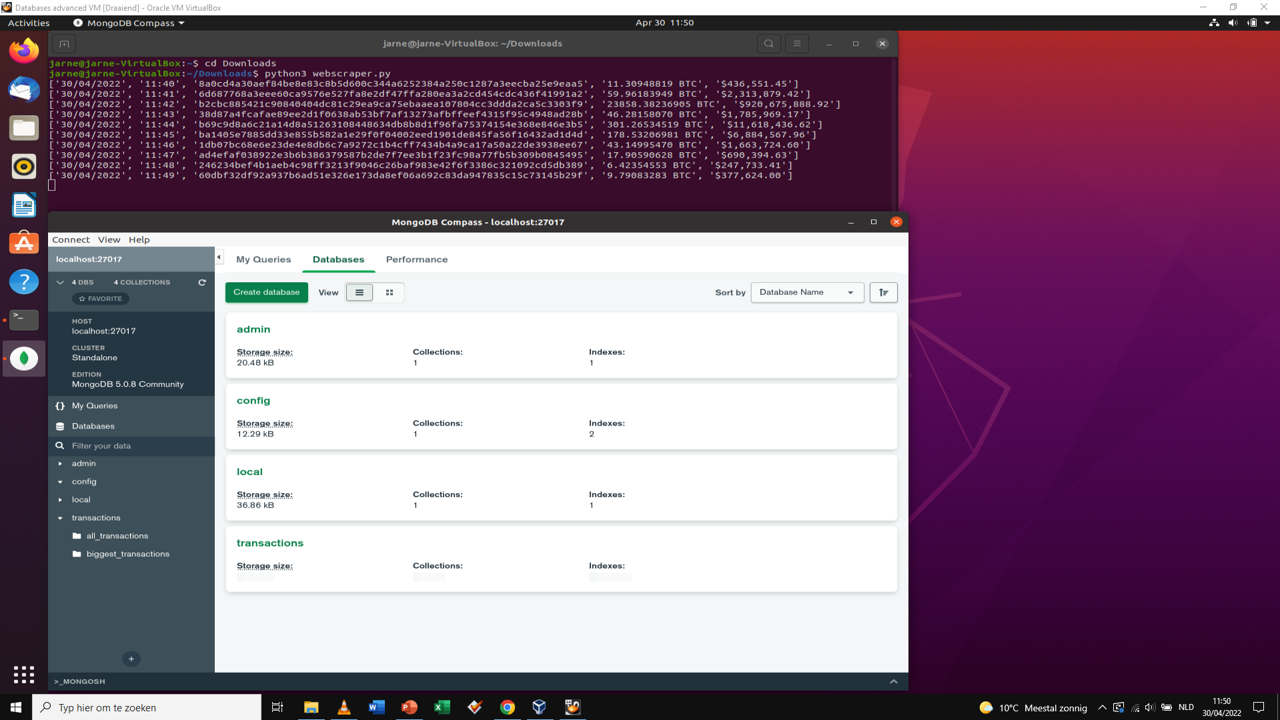 Databases advanced VM [Draaiend] - Oracle VM VirtualBox
Activities
MongoDB Compass
Apr 30 11:50
jarne@jarne-VirtualBox: ~/Downloads
jarne@jarne-VirtualBox:~$ cd Downloads
jarne@jarne-VirtualBox:~/Downloads$ python3 webscraper.py
['30/04/2022', '11:40', '8a0cd4a30aef84be8e83c8b5d600c344a6252384a250c1287a3eecba25e9eaa5', '11.30948819 BTC', '$436,551.45']
['30/04/2022', '11:41', '6d687768a3eee60ca9576e527fa8e2df47ffa280ea3a2cd454cdc436f41991a2', '59.96183949 BTC', '$2,313,879.42']
['30/04/2022', '11:42', 'b2cbc885421c90840404dc81c29ea9ca75ebaaea107804cc3ddda2ca5c3303f9', '23858.38236905 BTC', '$920,675,888.92']
['30/04/2022', '11:43', '38d87a4fcafae89ee2d1f0638ab53bf7af13273afbffeef4315f95c4948ad28b', '46.28158070 BTC', '$1,785,969.17']
['30/04/2022', '11:44', 'b69c9d8a6c21a14d8a51263108448634db8b8d1f96fa75374154e368e84e3b5', '301.26534519 BTC', '$11,618,436.62']
['30/04/2022', '11:45', 'ba1405e7885dd33e855b582a1e29f0f04002eed1901de845fa56f16432ad1d4d', '178.53206981 BTC', '$6,884,567.96']
['30/04/2022', '11:46', '1db07bc68e6e23de4e8db6c7a9272c1b4cff7434b4a9ca17a50a22de3938ee67', '43.14995470 BTC', '$1,663,724.60']
['30/04/2022', '11:47', 'ad4efaf038922e3b6b386379587b2de7f7ee3b1f23fc98a77fb5b309b0845495', '17.90590628 BTC', '$690,394.63']
['30/04/2022', '11:48', '246234bef4b1aeb4c98ff3213f9046c26baf983e42f6f3386c321092cd5db389', '6.42354553 BTC', '$247,733.41']
['30/04/2022', '11:49', '60dbf32df92a937b6ad51e326e173da8ef06a692c83da947835c15c73145b29f', '9.79083283 BTC', '$377,624.00']
MongoDB Compass - localhost:27017
Connect View Help
localhost:27017
My Queries
Databases
Performance
4 DBS 4 COLLECTIONS
FAVORITE
Create database
View
Sort by
Database Name
HOST
localhost:27017
CLUSTER
Standalone
EDITION
MongoDB 5.0.8 Community
My Queries
Databases
Filter your data
admin
config
local
transactions
all_transactions
biggest_transactions
admin
Storage size: Collections: Indexes:
20.48 kB 1 1
config
Storage size: Collections: Indexes:
12.29 kB 1 2
local
Storage size: Collections: Indexes:
36.86 kB 1 1
transactions
Storage size: Collections: Indexes:
>_MONGOSH
Typ hier om te zoeken
10°C Meestal zonnig
NLD
11:50
30/04/2022